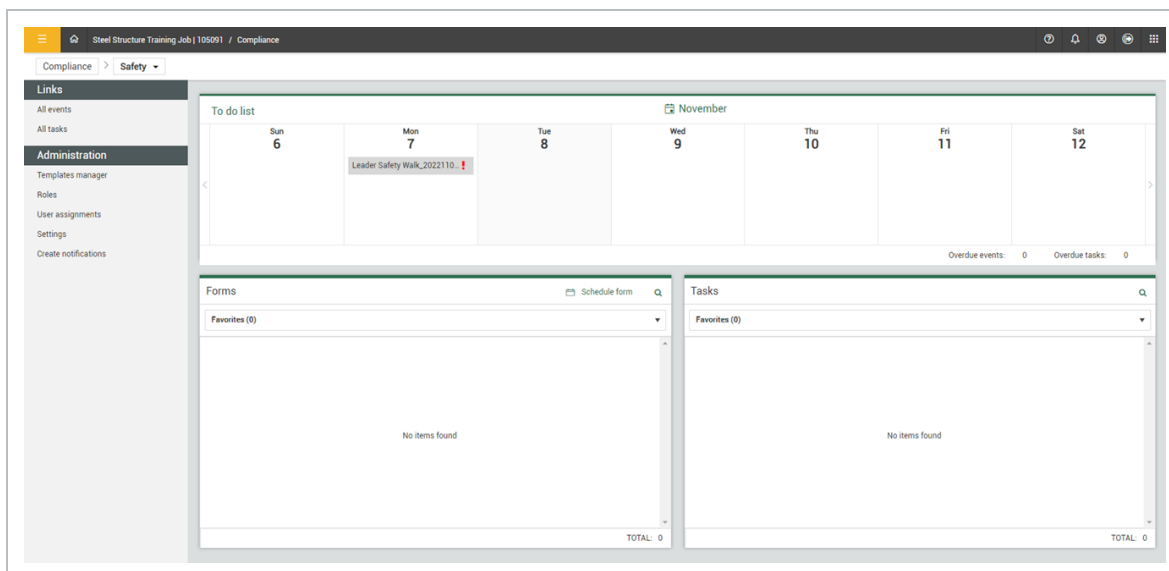 Steel Structure Training Job | 105091 / Compliance
Compliance > Safety
Links
All events
All tasks
Administration
Templates manager
Roles
User assignments
Settings
Create notifications
To do list
November
Sun Mon Tue Wed Thu Fri Sat
6 7 8 9 10 11 12
Leader Safety Walk_2022110... !
Overdue events: 0 Overdue tasks: 0
Forms Schedule form
Favorites (0)
No items found
TOTAL: 0
Tasks
Favorites (0)
No items found
TOTAL: 0